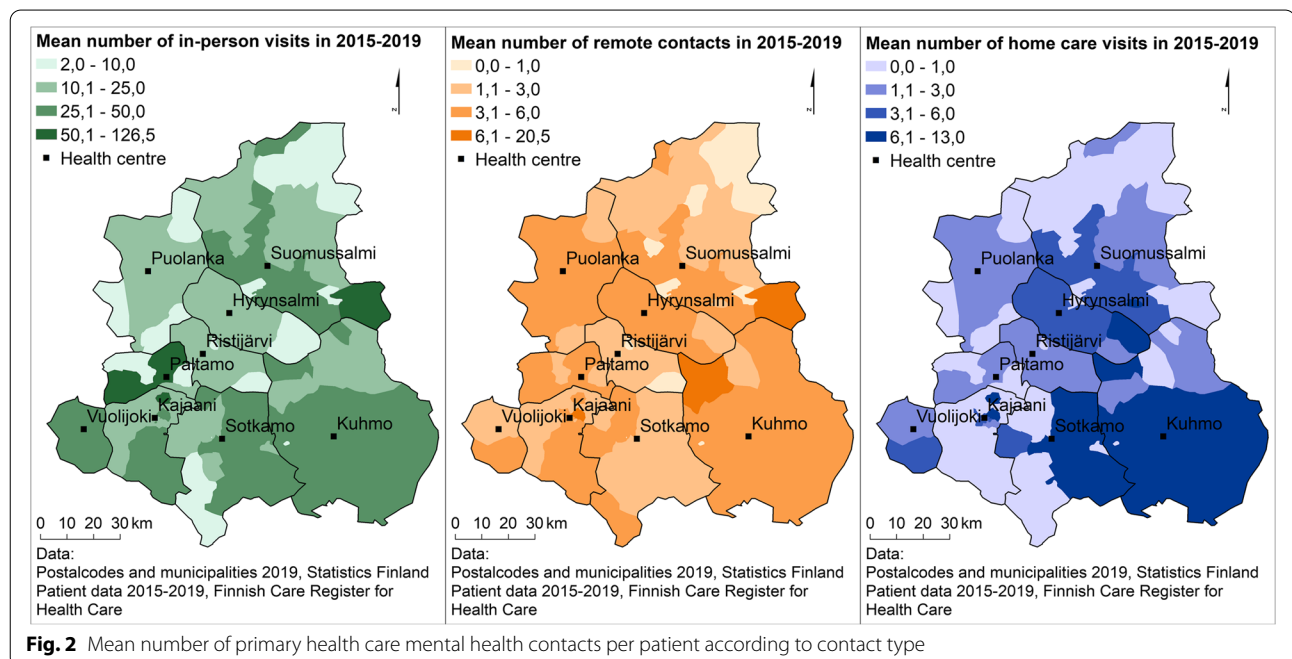 Mean number of in-person visits in 2015-2019
2,0 - 10,0
10,1 - 25,0
25,1 - 50,0
50,1 - 126,5
Health centre
z
Puolanka
Suomussalmi
Hyrynsalmi
Ristijärvi
Paltamo
Vuolijoki
Kajaani
Sotkamo
Kuhmo
0 10 20 30 km
Data:
Postalcodes and municipalities 2019, Statistics Finland
Patient data 2015-2019, Finnish Care Register for
Health Care
Mean number of remote contacts in 2015-2019
0,0 - 1,0
1,1 - 3,0
3,1 - 6,0
6,1 - 20,5
Health centre
z
Puolanka
Suomussalmi
Hyrynsalmi
Ristijärvi
Paltamo
Vuolijoki
Kajaani
Sotkamo
Kuhmo
0 10 20 30 km
Data:
Postalcodes and municipalities 2019, Statistics Finland
Patient data 2015-2019, Finnish Care Register for
Health Care
Mean number of home care visits in 2015-2019
0,0 - 1,0
1,1 - 3,0
3,1 - 6,0
6,1 - 13,0
Health centre
z
Puolanka
Suomussalmi
Hyrynsalmi
Ristijärvi
Paltamo
Vuolijoki
Kajaani
Sotkamo
Kuhmo
0 10 20 30 km
Data:
Postalcodes and municipalities 2019, Statistics Finland
Patient data 2015-2019, Finnish Care Register for
Health Care
Fig. 2 Mean number of primary health care mental health contacts per patient according to contact type